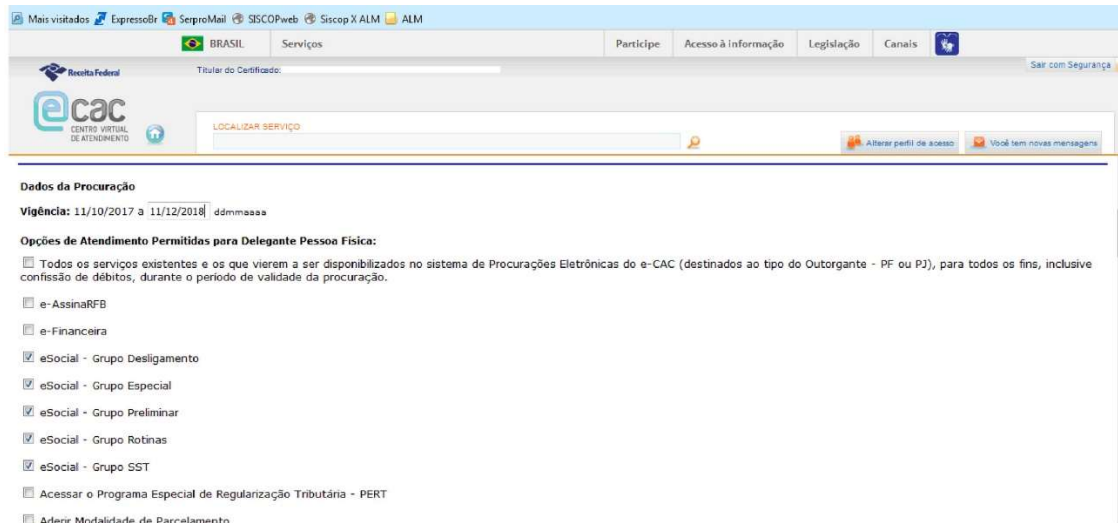 Mais visitados ExpressoBr SerproMail SISCOPweb Siscop X ALM ALM
BRASIL Serviços Participe Acesso à informação Legislação Canais
Receita Federal Titular do Certificado: Sair com Segurança
ecac
CENTRO VIRTUAL
DE ATENDIMENTO
LOCALIZAR SERVIÇO
Alterar perfil de acesso Você tem novas mensagens
Dados da Procuração
Vigência: 11/10/2017 a 11/12/2018 ddmmaaaa
Opções de Atendimento Permitidas para Delegante Pessoa Física:
Todos os serviços existentes e os que vierem a ser disponibilizados no sistema de Procurações Eletrônicas do e-CAC (destinados ao tipo do Outorgante - PF ou PJ), para todos os fins, inclusive
confissão de débitos, durante o período de validade da procuração.
e-AssinaRFB
e-Financeira
eSocial - Grupo Desligamento
eSocial - Grupo Especial
eSocial - Grupo Preliminar
eSocial - Grupo Rotinas
eSocial - Grupo SST
Acessar o Programa Especial de Regularização Tributária - PERT
Aderir Modalidade de Parcelamento